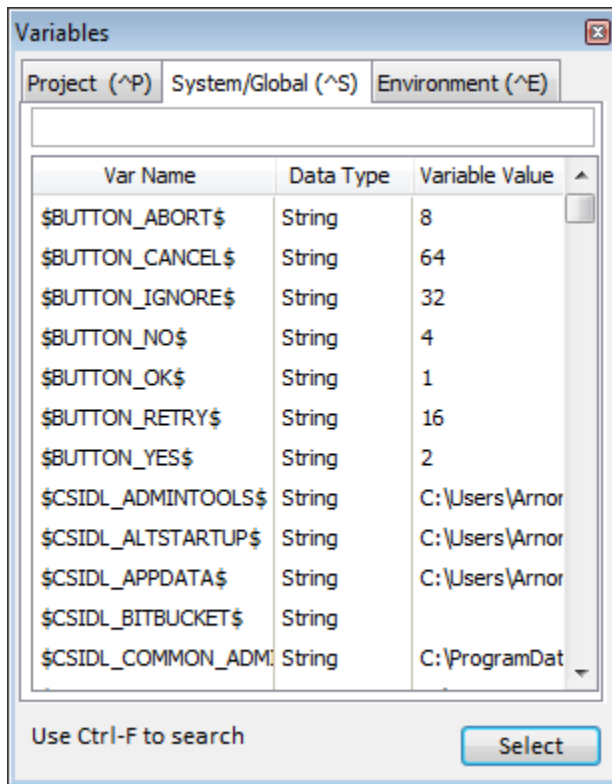 Variables
Project (^P) System/Global (^S) Environment (^E)
Var Name Data Type Variable Value
$BUTTON_ABORT$ String 8
$BUTTON_CANCEL$ String 64
$BUTTON_IGNORE$ String 32
$BUTTON_NO$ String 4
$BUTTON_OK$ String 1
$BUTTON_RETRY$ String 16
$BUTTON_YES$ String 2
$CSIDL_ADMINTOOLS$ String C:\Users\Arnor
$CSIDL_ALTSTARTUP$ String C:\Users\Arnor
$CSIDL_APPDATA$ String C:\Users\Arnor
$CSIDL_BITBUCKET$ String
$CSIDL_COMMON_ADMI String C:\ProgramDat
Use Ctrl-F to search Select